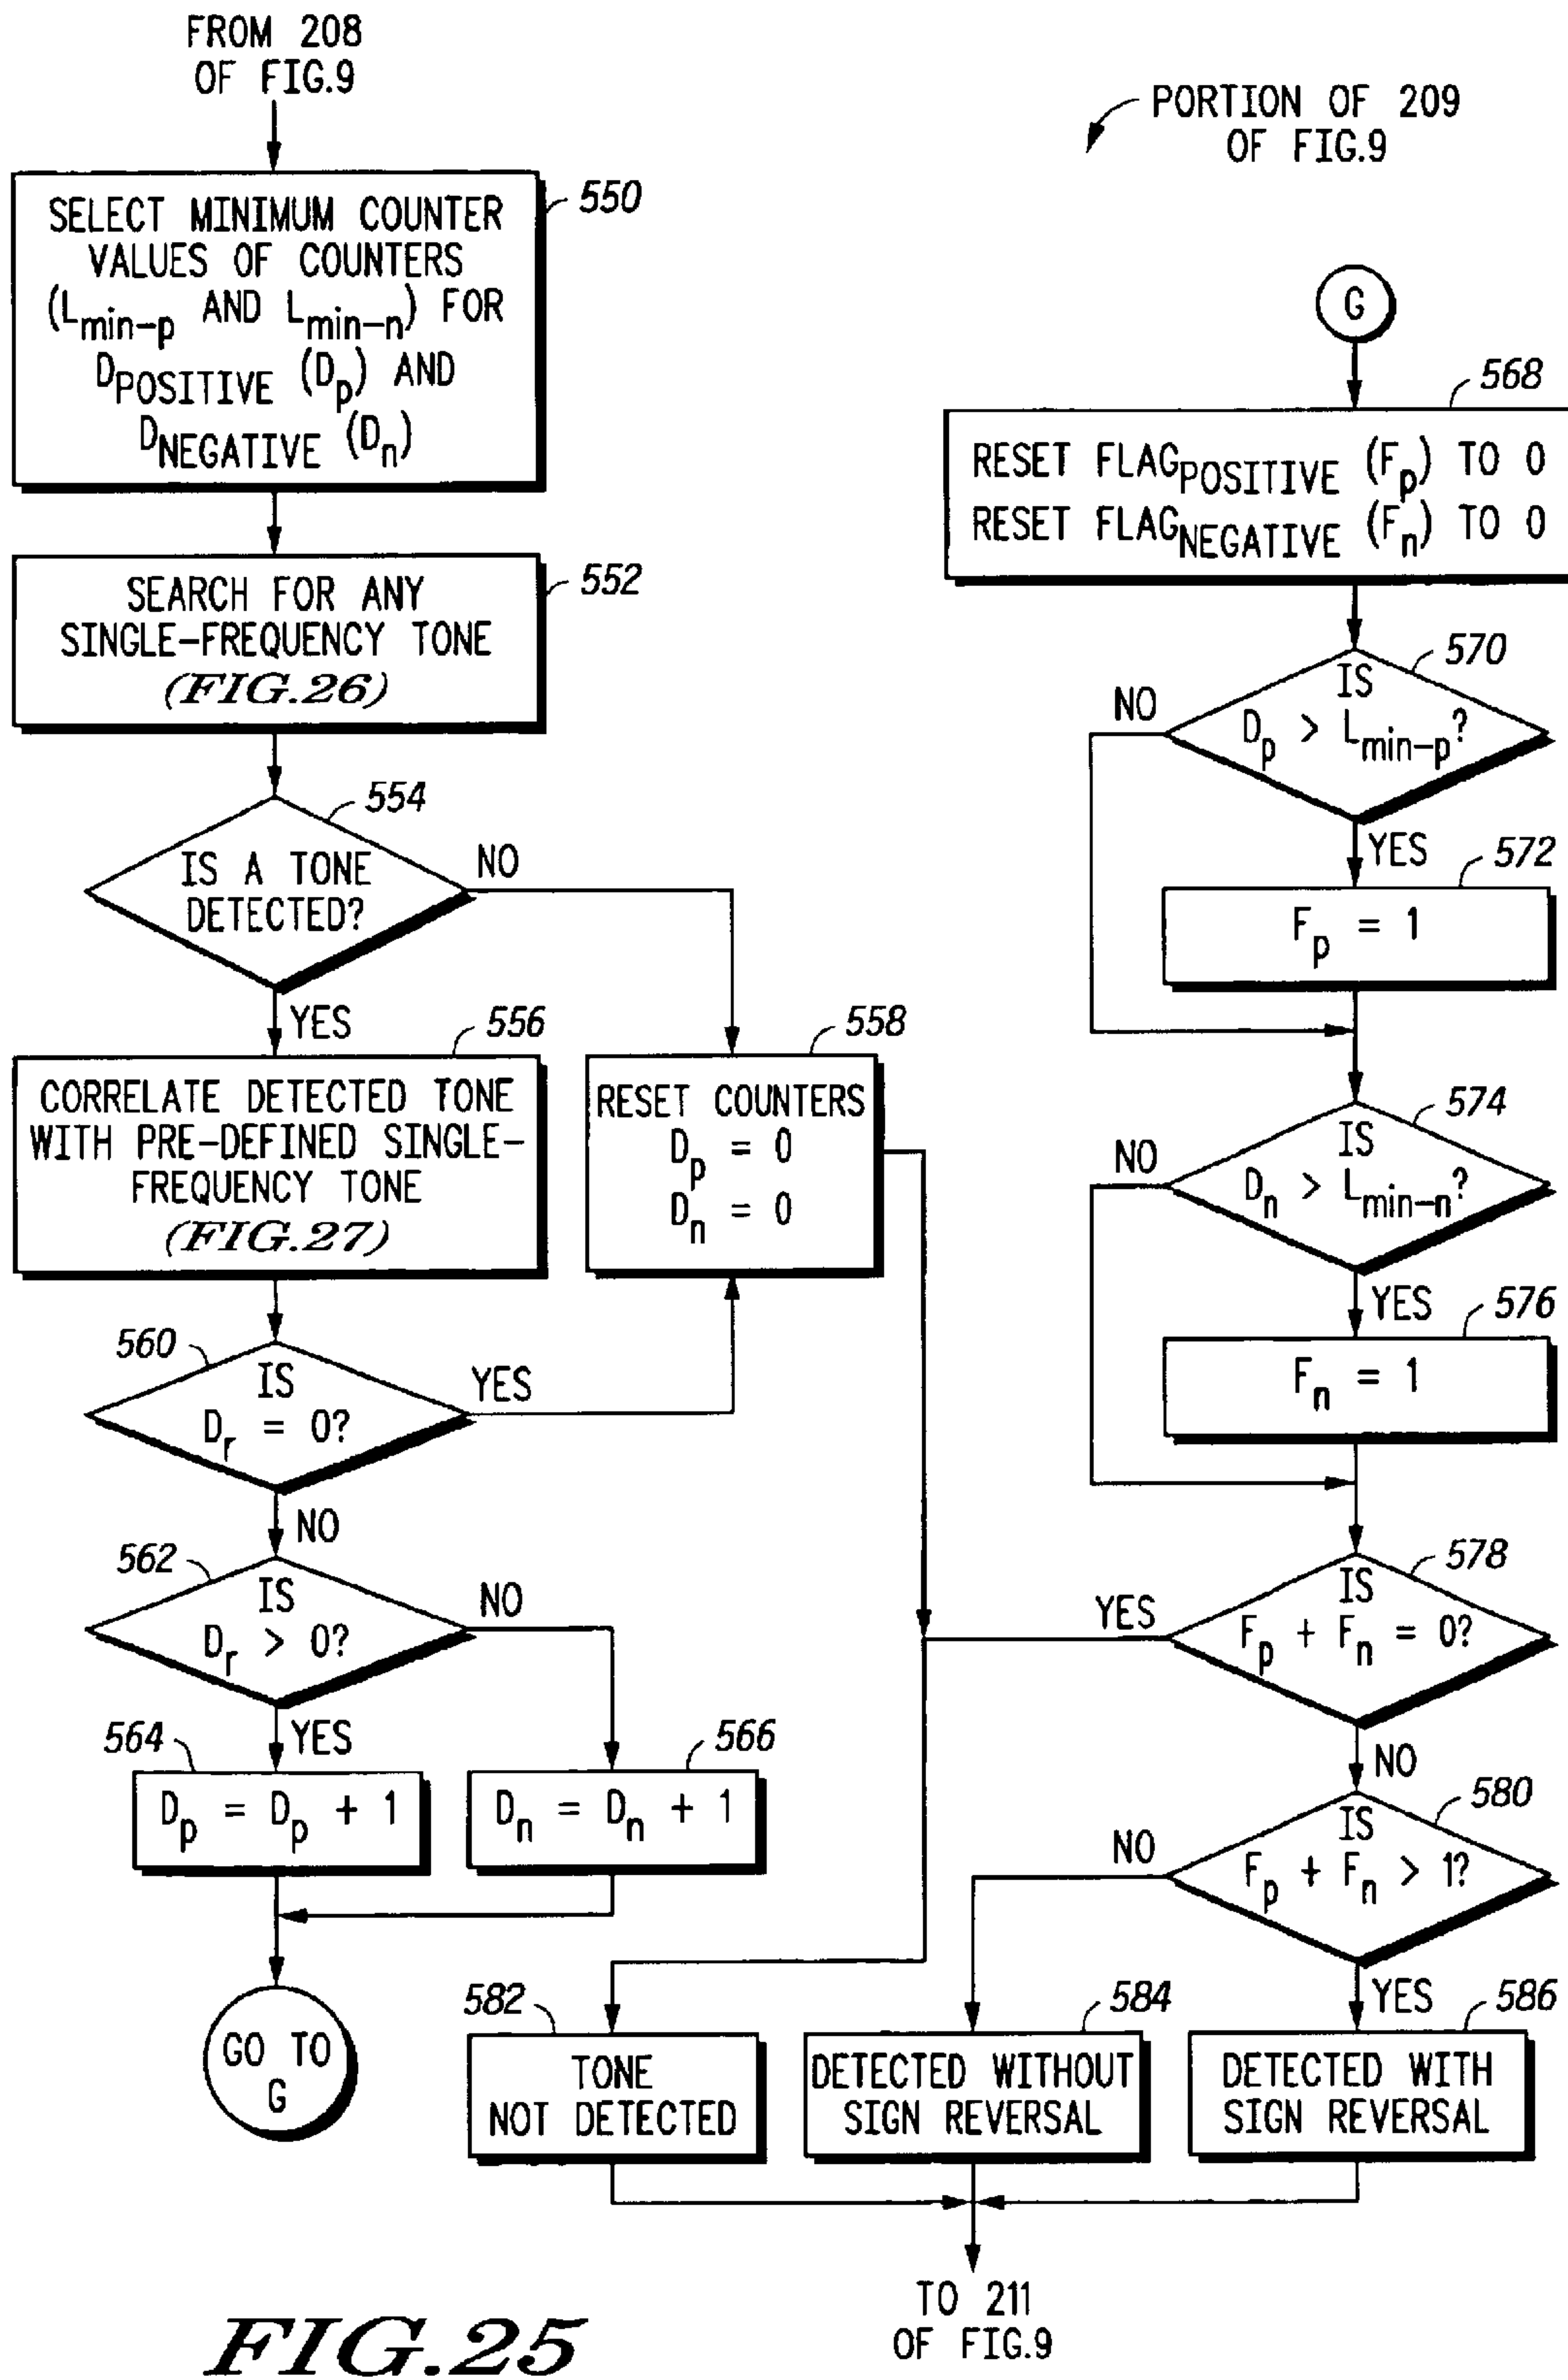 FROM 208
OF FIG.9
SELECT MINIMUM COUNTER
VALUES OF COUNTERS
(Lmin-p AND Lmin-n) FOR
DPOSITIVE (Dp) AND
DNEGATIVE (Dn)
550
SEARCH FOR ANY
SINGLE-FREQUENCY TONE
(FIG.26)
552
554
IS A TONE
DETECTED?
NO
YES
556
CORRELATE DETECTED TONE
WITH PRE-DEFINED SINGLE-
FREQUENCY TONE
(FIG.27)
558
RESET COUNTERS
Dp = 0
Dn = 0
560
IS
Dr = 0?
YES
NO
562
IS
Dr > 0?
NO
YES
564
Dp = Dp + 1
566
Dn = Dn + 1
GO TO
G
PORTION OF 209
OF FIG.9
G
568
RESET FLAGPOSITIVE (Fp) TO 0
RESET FLAGNEGATIVE (Fn) TO 0
570
IS
Dp > Lmin-p?
NO
YES
572
Fp = 1
574
IS
Dn > Lmin-n?
NO
YES
576
Fn = 1
578
IS
Fp + Fn = 0?
YES
NO
580
IS
Fp + Fn > 1?
NO
YES
582
TONE
NOT DETECTED
584
DETECTED WITHOUT
SIGN REVERSAL
586
DETECTED WITH
SIGN REVERSAL
TO 211
OF FIG.9
FIG.25